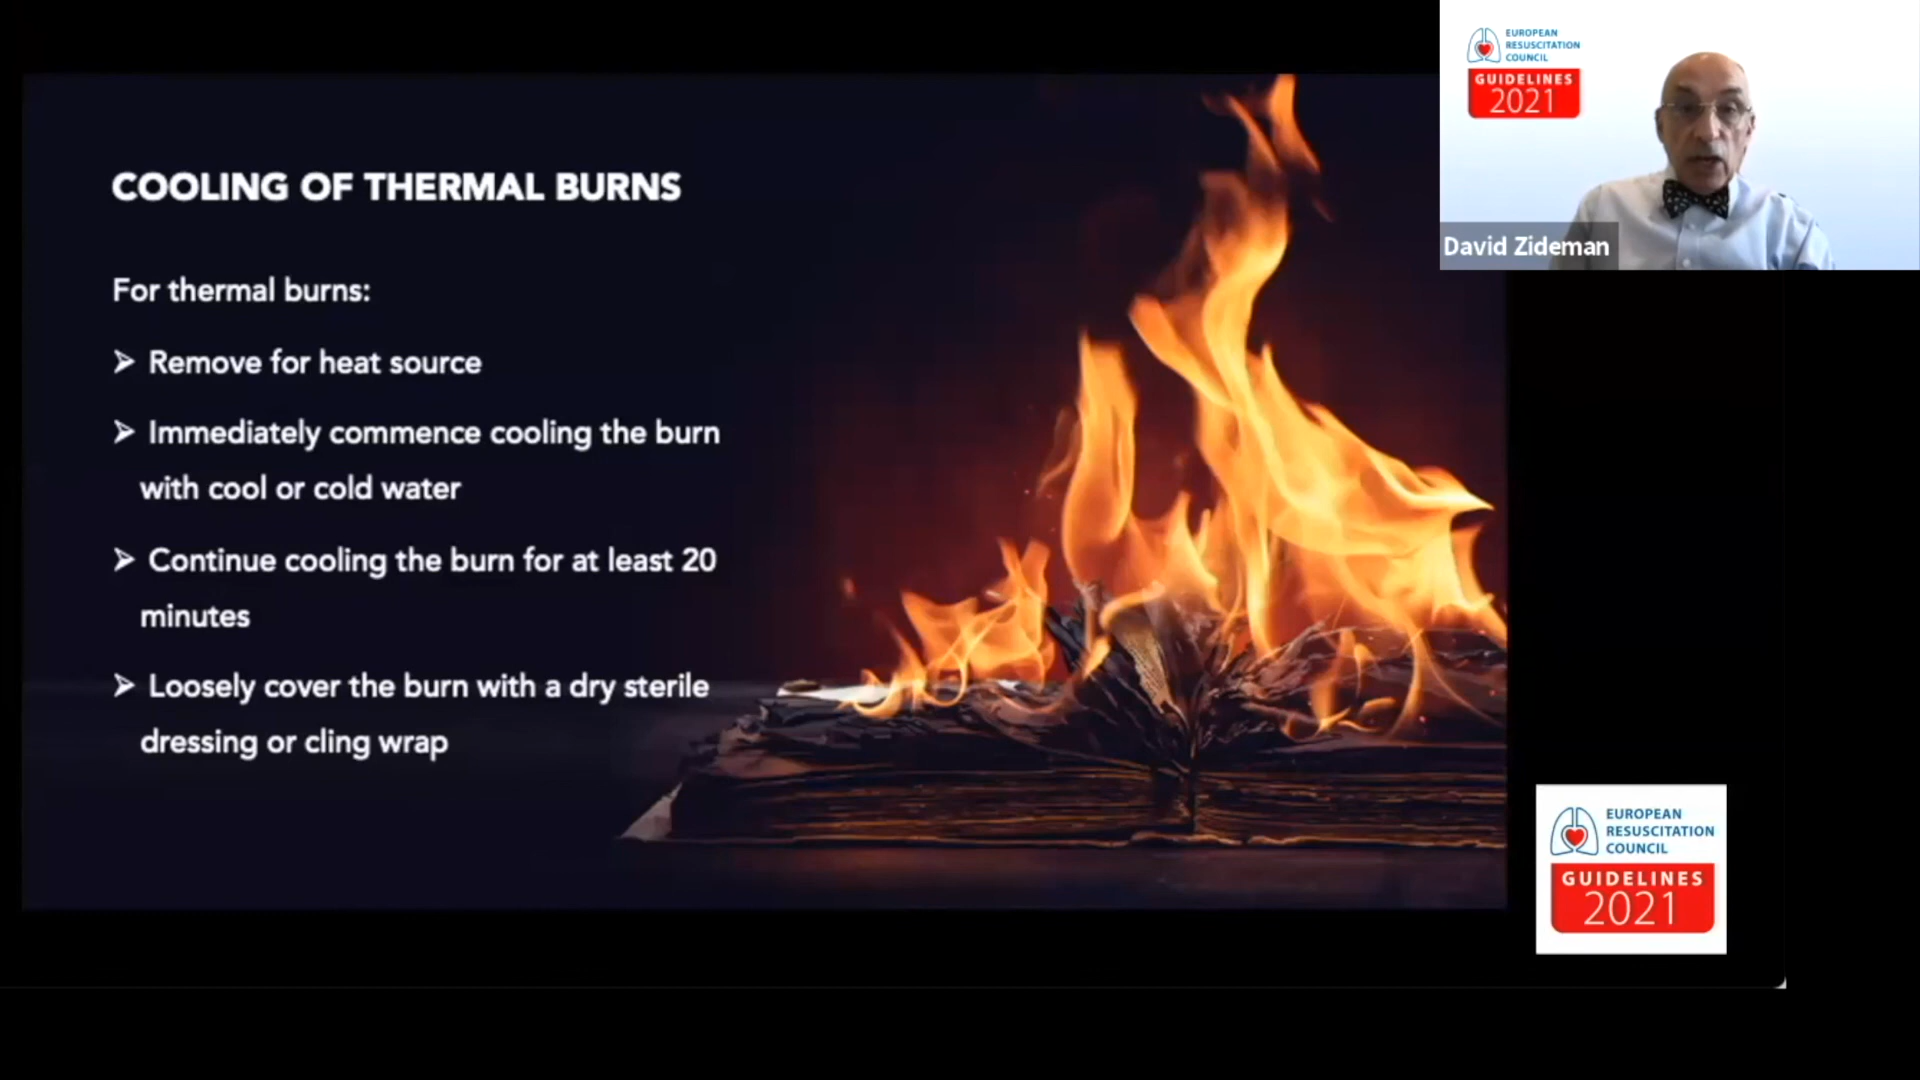 COOLING OF THERMAL BURNS
For thermal burns:
➢ Remove for heat source
➢ Immediately commence cooling the burn
with cool or cold water
➢ Continue cooling the burn for at least 20
minutes
➢ Loosely cover the burn with a dry sterile
dressing or cling wrap
EUROPEAN
RESUSCITATION
COUNCIL
GUIDELINES
2021
David Zideman
EUROPEAN
RESUSCITATION
COUNCIL
GUIDELINES
2021